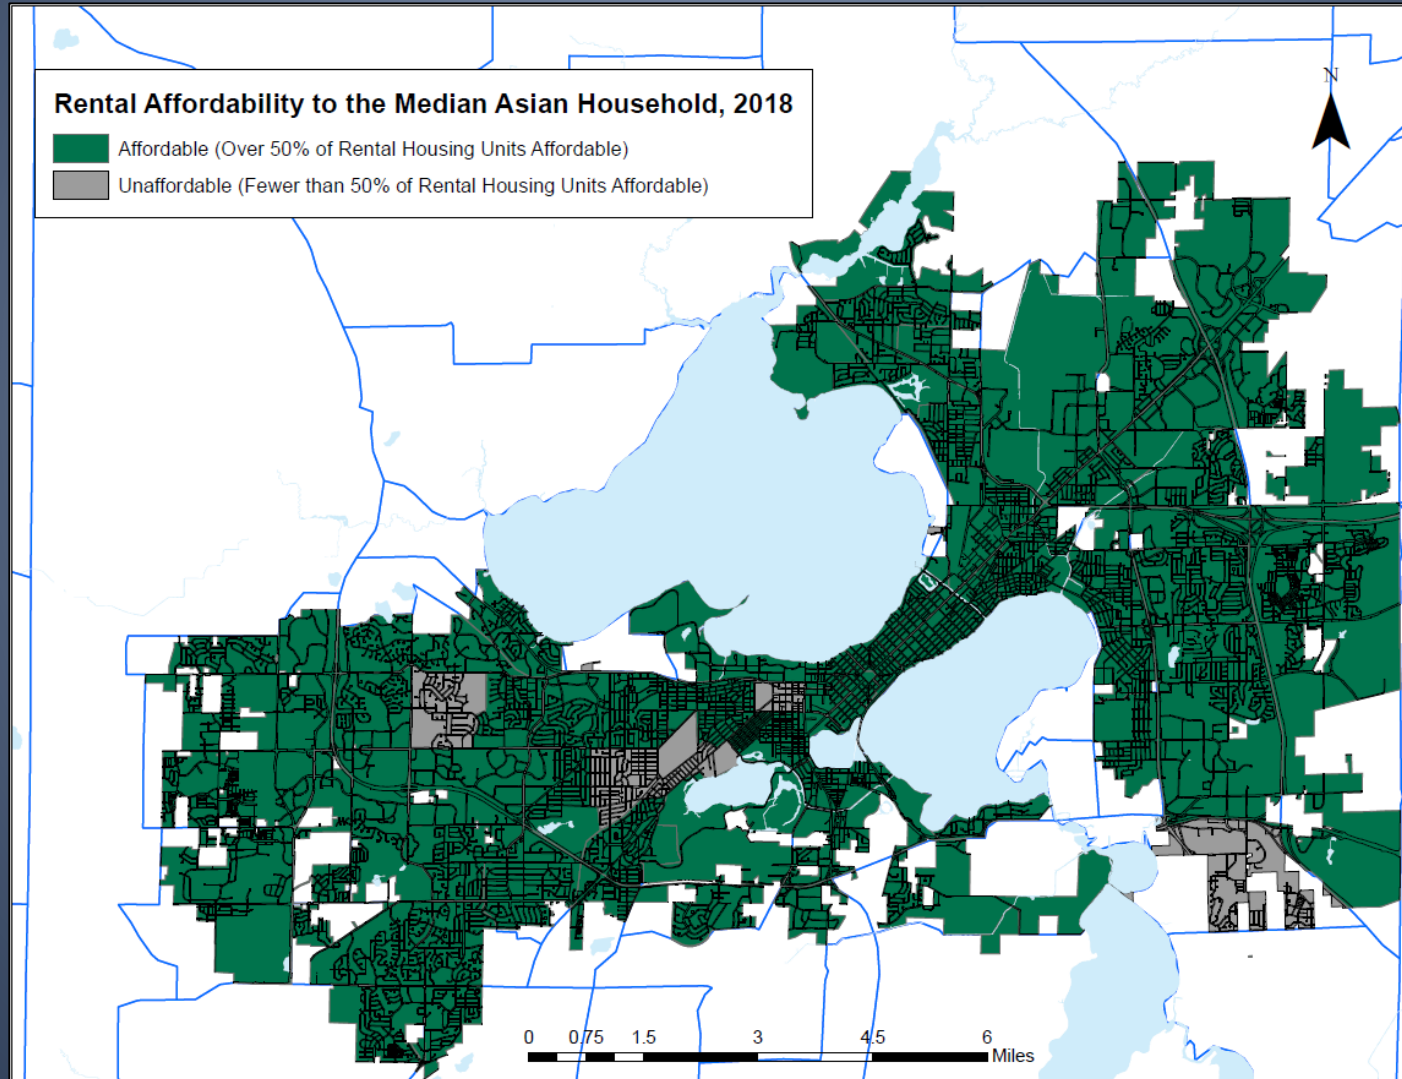 N
Rental Affordability to the Median Asian Household, 2018
Affordable (Over 50% of Rental Housing Units Affordable)
Unaffordable (Fewer than 50% of Rental Housing Units Affordable)
0 0.75 1.5 3 4.5 6
Miles